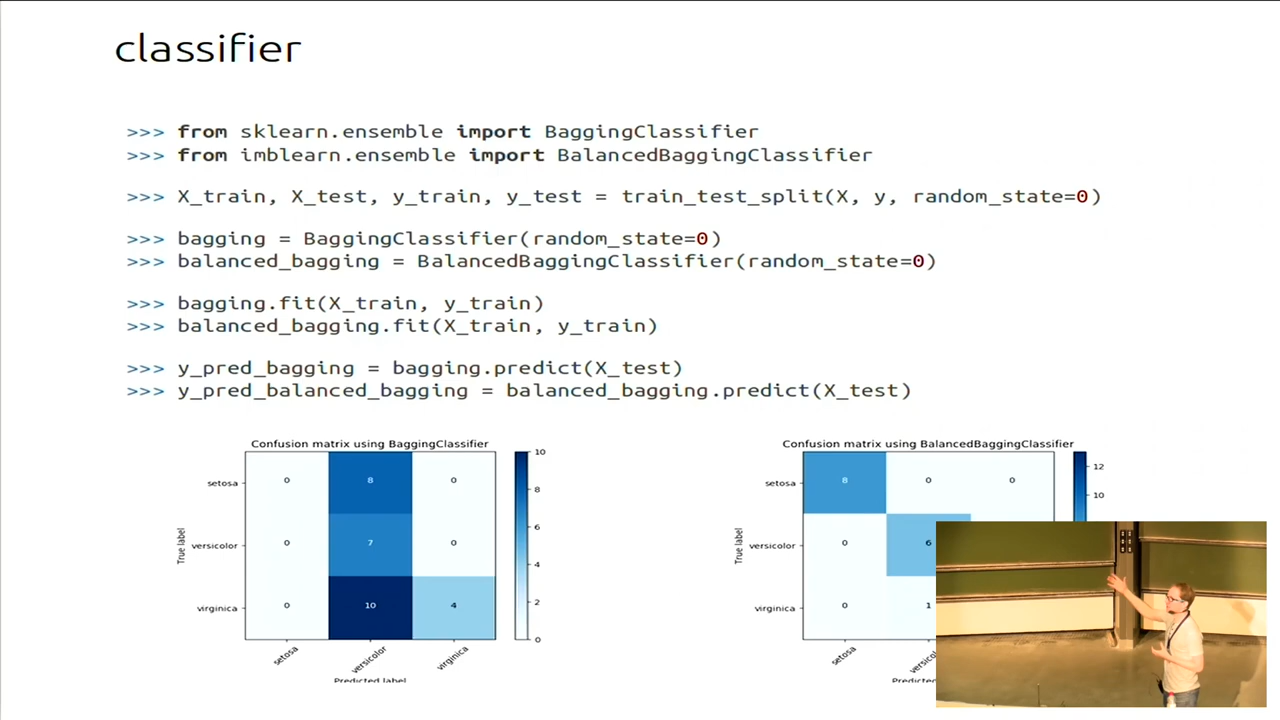 classifier
>>> from sklearn.ensemble import BaggingClassifier
>>> from imblearn.ensemble import BalancedBaggingClassifier
>>> X_train, X_test, y_train, y_test = train_test_split(X, y, random_state=0)
>>> bagging = BaggingClassifier(random_state=0)
>>> balanced_bagging = BalancedBaggingClassifier(random_state=0)
>>> bagging.fit(X_train, y_train)
>>> balanced_bagging.fit(X_train, y_train)
>>> y_pred_bagging = bagging.predict(X_test)
>>> y_pred_balanced_bagging = balanced_bagging.predict(X_test)
Confusion matrix using BaggingClassifier
10
setosa 0 8 0
8
6
versicolor 0 7 0
4
virginica 0 10 4
2
0
True label
setosa versicolor virginica
Predicted label
Confusion matrix using BalancedBaggingClassifier
12
setosa 8 0 0
10
versicolor 0 6
virginica 0 1
True label
setosa